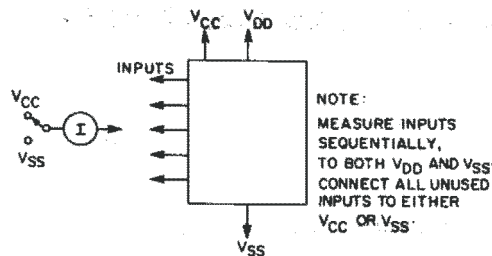 VCC VDD
INPUTS
VCC
I
VSS
NOTE:
MEASURE INPUTS
SEQUENTIALLY,
TO BOTH VDD AND VSS.
CONNECT ALL UNUSED
INPUTS TO EITHER
VCC OR VSS.
VSS